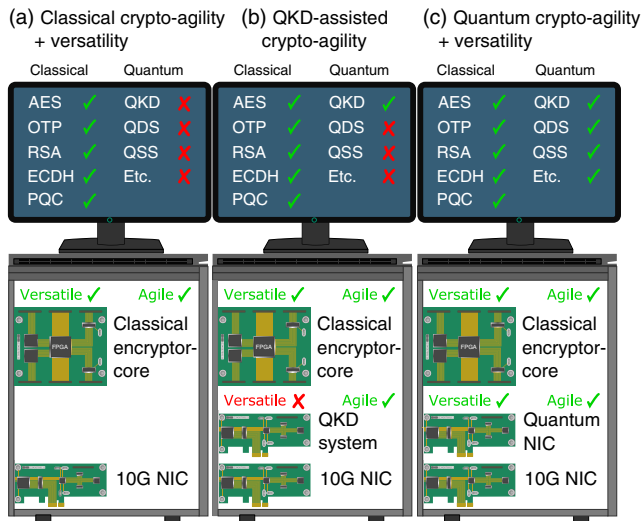 (a) Classical crypto-agility
+ versatility
Classical Quantum
AES ✓ QKD ✗
OTP ✓ QDS ✗
RSA ✓ QSS ✗
ECDH ✓ Etc. ✗
PQC ✓
Versatile ✓ Agile ✓
FPGA
Classical
encryptor-
core
10G NIC
(b) QKD-assisted
crypto-agility
Classical Quantum
AES ✓ QKD ✓
OTP ✓ QDS ✗
RSA ✓ QSS ✗
ECDH ✓ Etc. ✗
PQC ✓
Versatile ✓ Agile ✓
FPGA
Classical
encryptor-
core
Versatile ✗ Agile ✓
QKD
system
10G NIC
(c) Quantum crypto-agility
+ versatility
Classical Quantum
AES ✓ QKD ✓
OTP ✓ QDS ✓
RSA ✓ QSS ✓
ECDH ✓ Etc. ✓
PQC ✓
Versatile ✓ Agile ✓
FPGA
Classical
encryptor-
core
Versatile ✓ Agile ✓
Quantum
NIC
10G NIC